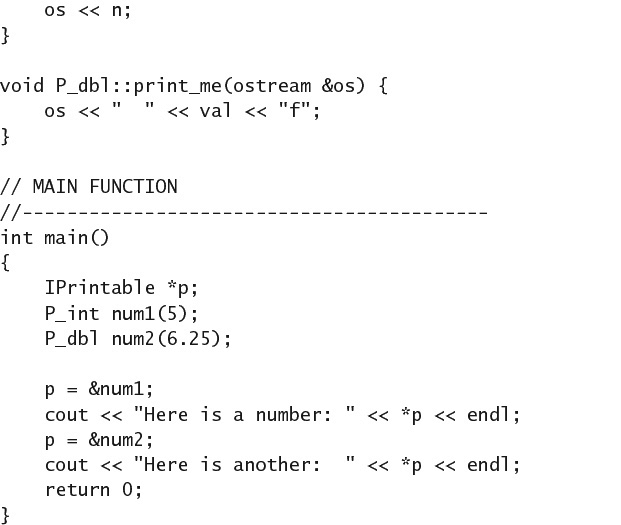 os << n;
}

void P_dbl::print_me(ostream &os) {
    os << "  " << val << "f";
}

// MAIN FUNCTION
//------------------------------------------
int main()
{
    IPrintable *p;
    P_int num1(5);
    P_dbl num2(6.25);

    p = &num1;
    cout << "Here is a number: " << *p << endl;
    p = &num2;
    cout << "Here is another:  " << *p << endl;
    return 0;
}